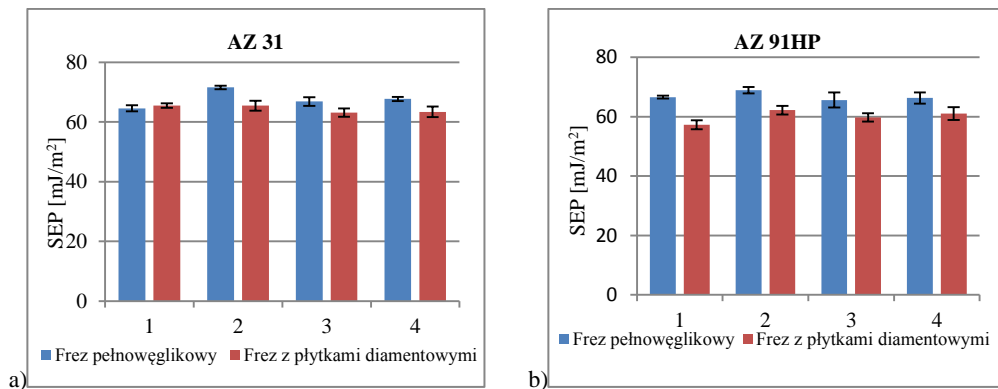 AZ 31
80
60
40
20
0
SEP [mJ/m²]
1 2 3 4
Frez pełnowęglikowy Frez z płytkami diamentowymi
a)
AZ 91HP
80
60
40
20
0
SEP [mJ/m²]
1 2 3 4
Frez pełnowęglikowy Frez z płytkami diamentowymi
b)